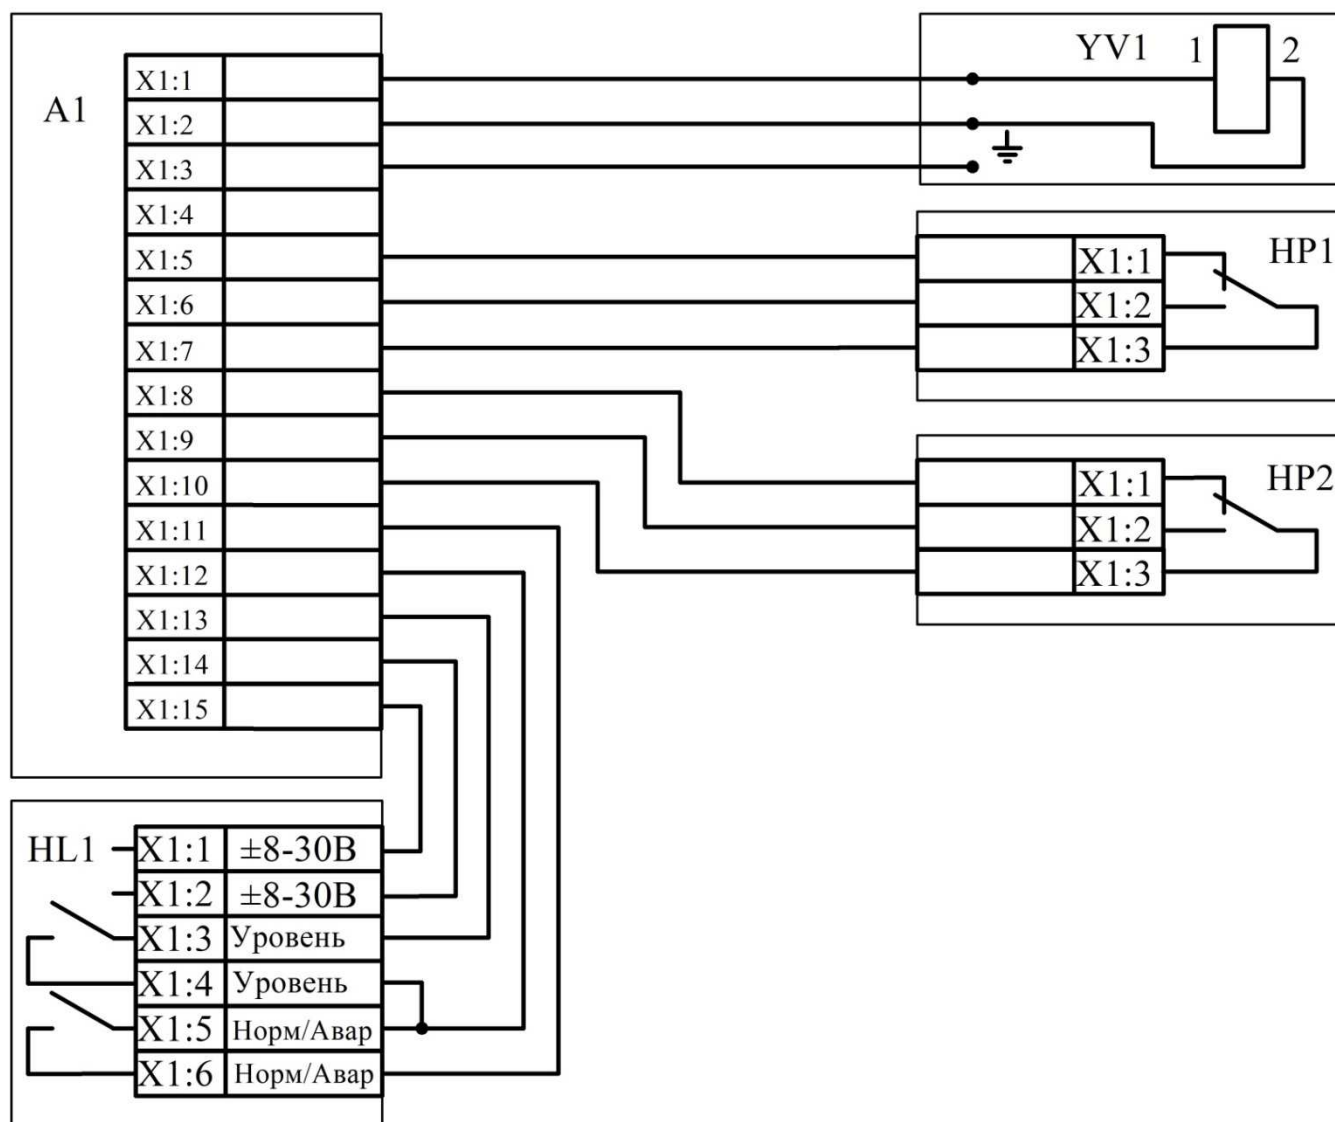 A1
X1:1
X1:2
X1:3
X1:4
X1:5
X1:6
X1:7
X1:8
X1:9
X1:10
X1:11
X1:12
X1:13
X1:14
X1:15
YV1 1 2
HP1
X1:1
X1:2
X1:3
HP2
X1:1
X1:2
X1:3
HL1
X1:1 ±8-30В
X1:2 ±8-30В
X1:3 Уровень
X1:4 Уровень
X1:5 Норм/Авар
X1:6 Норм/Авар